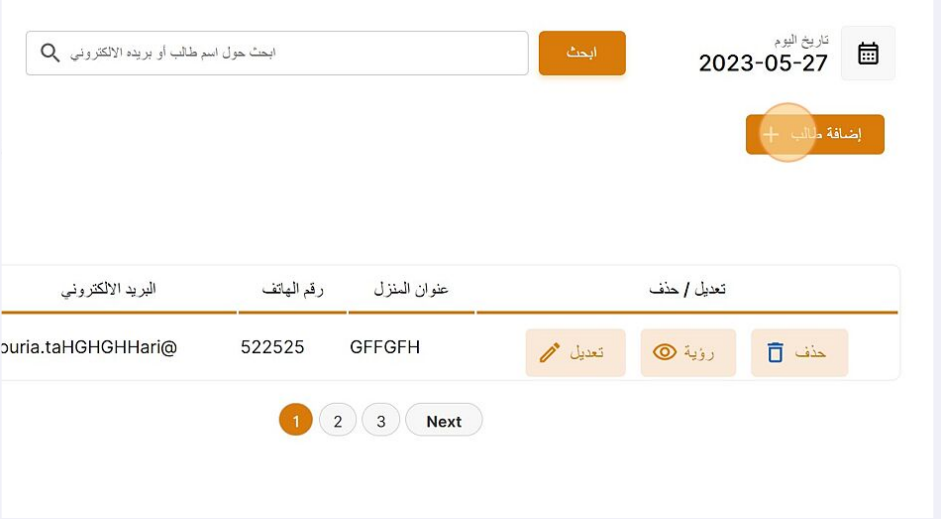 تاريخ اليوم
2023-05-27
ابحث
ابحث حول اسم طالب أو بريده الالكتروني
إضافة طالب +
تعديل / حذف
عنوان المنزل
رقم الهاتف
البريد الالكتروني
حذف
رؤية
تعديل
GFFGFH
522525
ouria.taHGHGHHari@
1 2 3 Next